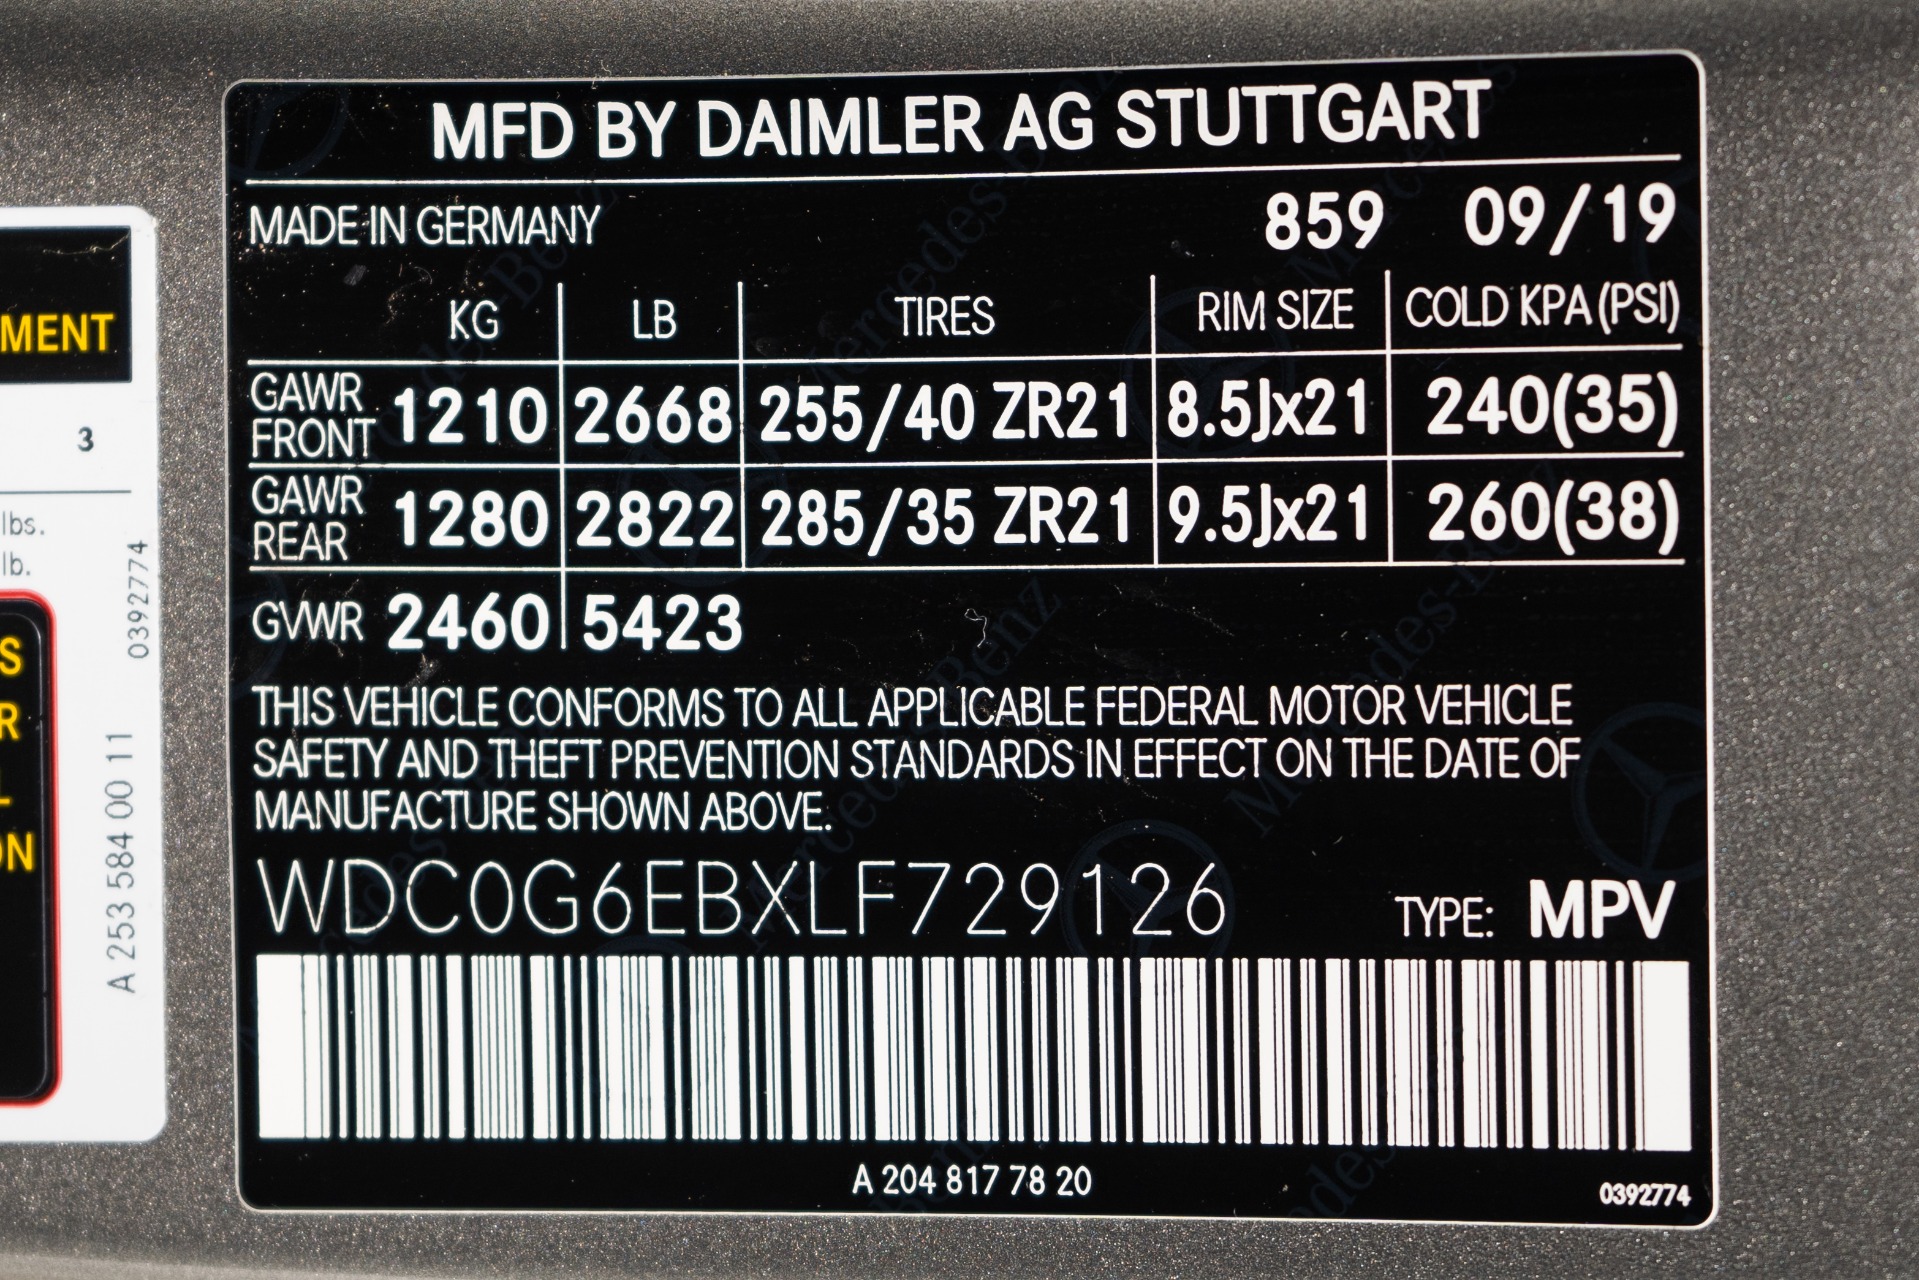 MFD BY DAIMLER AG STUTTGART
MADE IN GERMANY 859 09/19
KG LB TIRES RIM SIZE COLD KPA (PSI)
GAWR FRONT 1210 2668 255/40 ZR21 8.5Jx21 240(35)
GAWR REAR 1280 2822 285/35 ZR21 9.5Jx21 260(38)
GVWR 2460 5423
THIS VEHICLE CONFORMS TO ALL APPLICABLE FEDERAL MOTOR VEHICLE
SAFETY AND THEFT PREVENTION STANDARDS IN EFFECT ON THE DATE OF
MANUFACTURE SHOWN ABOVE.
WDC0G6EBXLF729126 TYPE: MPV
A 204 817 78 20
0392774
MENT
3
lbs.
lb.
S
R
L
ON
0392774
A 253 584 00 11
Mercedes-Benz